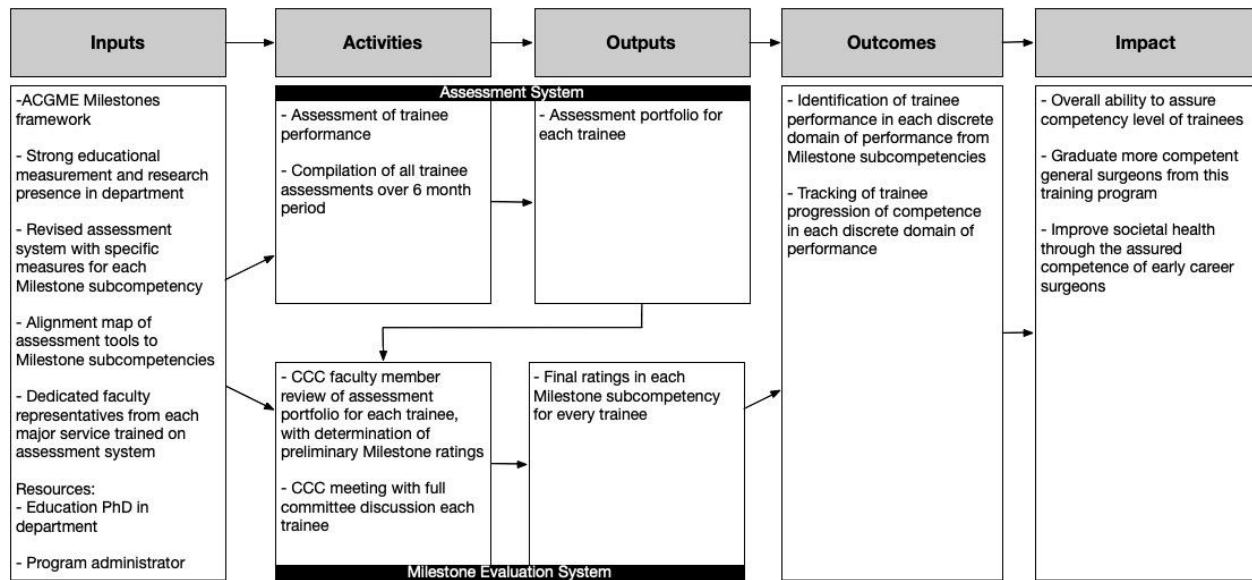 Inputs
Activities
Outputs
Outcomes
Impact
-ACGME Milestones
framework
- Strong educational
measurement and research
presence in department
- Revised assessment
system with specific
measures for each
Milestone subcompetency
- Alignment map of
assessment tools to
Milestone subcompetencies
- Dedicated faculty
representatives from each
major service trained on
assessment system
Resources:
- Education PhD in
department
- Program administrator
Assessment System
- Assessment of trainee
performance
- Compilation of all trainee
assessments over 6 month
period
- Assessment portfolio for
each trainee
- CCC faculty member
review of assessment
portfolio for each trainee,
with determination of
preliminary Milestone ratings
- CCC meeting with full
committee discussion each
trainee
- Final ratings in each
Milestone subcompetency
for every trainee
Milestone Evaluation System
- Identification of trainee
performance in each discrete
domain of performance from
Milestone subcompetencies
- Tracking of trainee
progression of competence
in each discrete domain of
performance
- Overall ability to assure
competency level of trainees
- Graduate more competent
general surgeons from this
training program
- Improve societal health
through the assured
competence of early career
surgeons